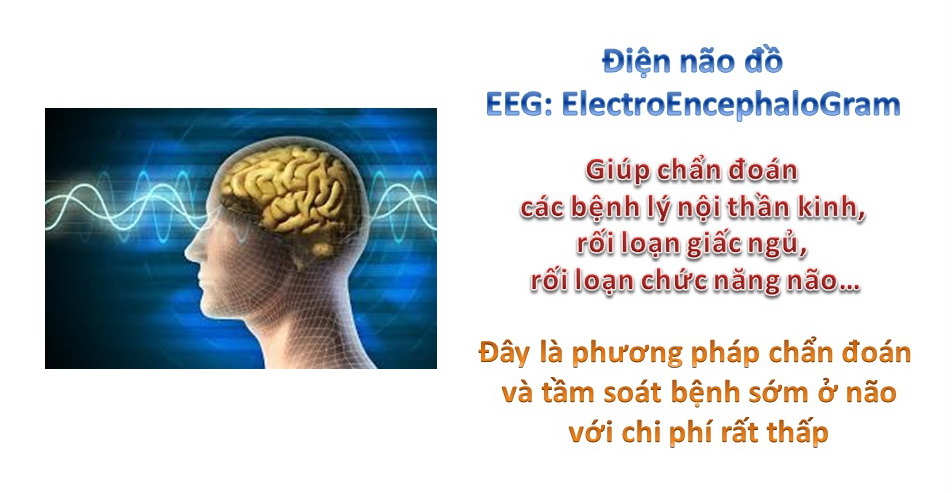 Điện não đồ
EEG: ElectroEncephaloGram
Giúp chẩn đoán
các bệnh lý nội thần kinh,
rối loạn giấc ngủ,
rối loạn chức năng não...
Đây là phương pháp chẩn đoán
và tầm soát bệnh sớm ở não
với chi phí rất thấp